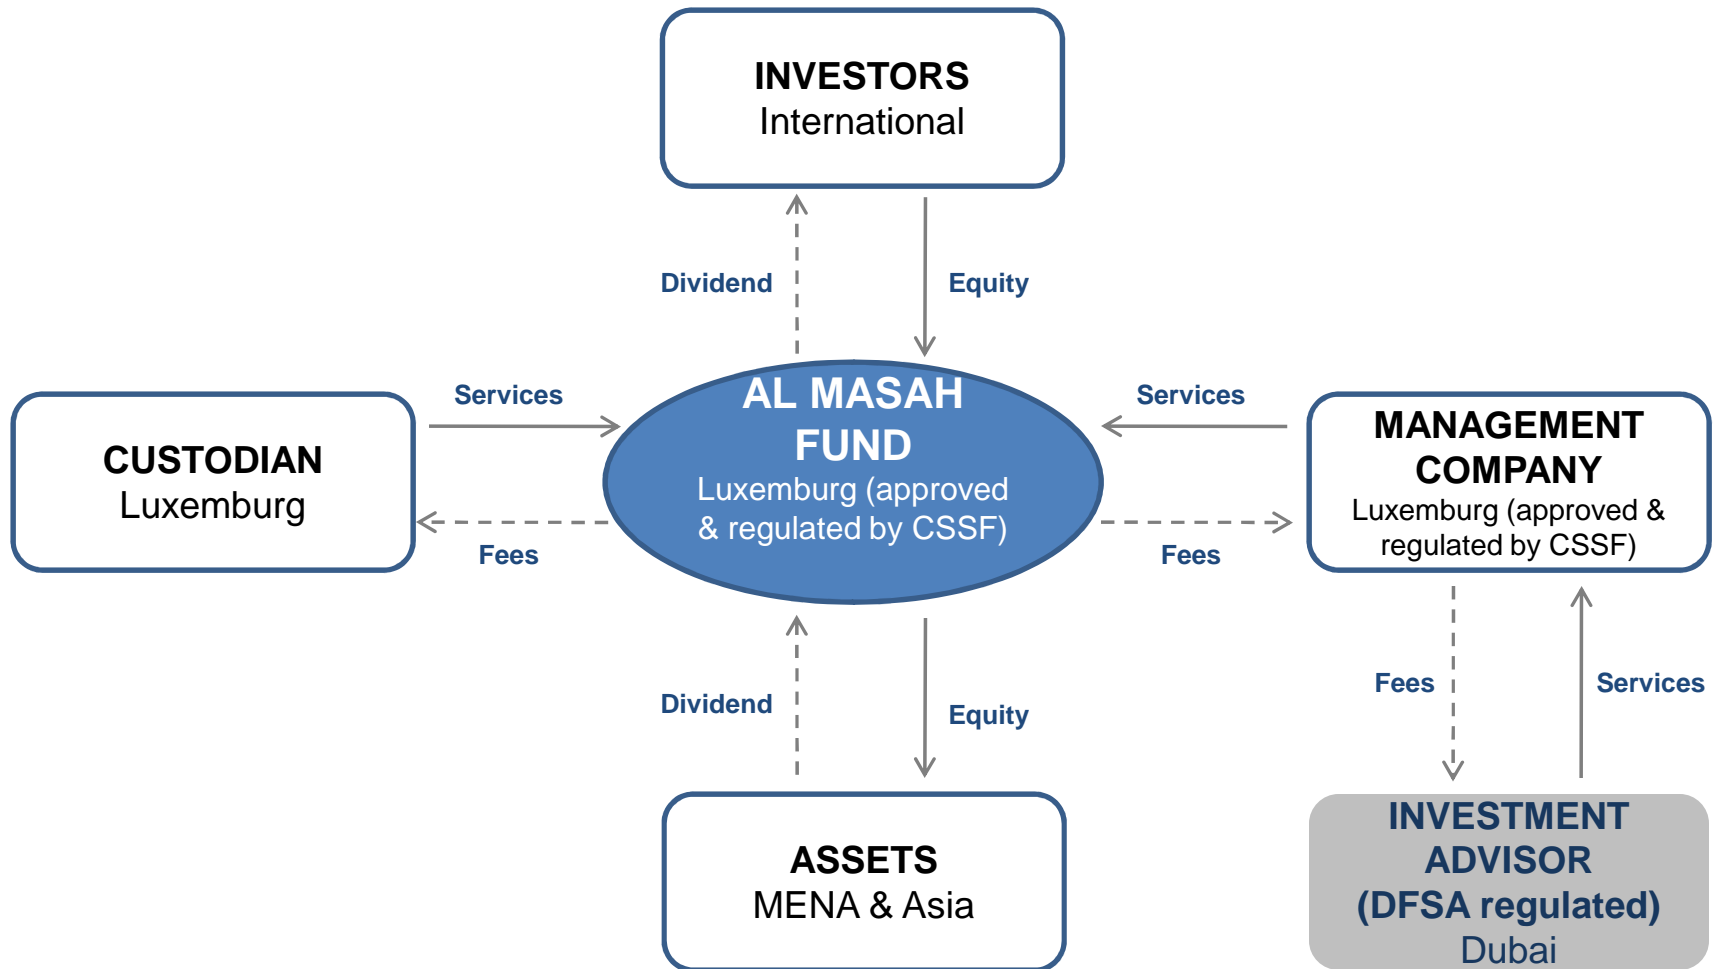 INVESTORS
International
Dividend
Equity
Services
Services
AL MASAH
FUND
Luxemburg (approved
& regulated by CSSF)
CUSTODIAN
Luxemburg
MANAGEMENT
COMPANY
Luxemburg (approved &
regulated by CSSF)
Fees
Fees
Dividend
Equity
Fees
Services
ASSETS
MENA & Asia
INVESTMENT
ADVISOR
(DFSA regulated)
Dubai